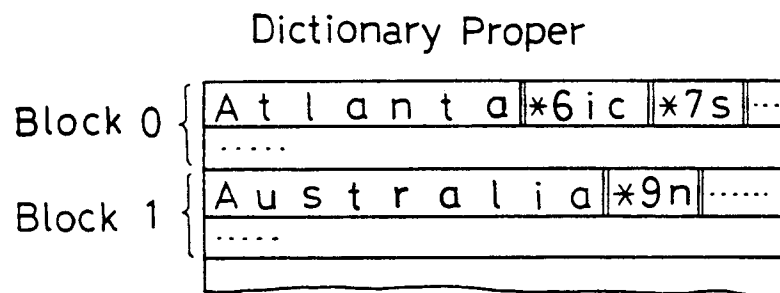 Dictionary Proper
Block 0 { A t l a n t a *6ic *7s ...
.....
Block 1 { A u s t r a l i a *9n ......
.....